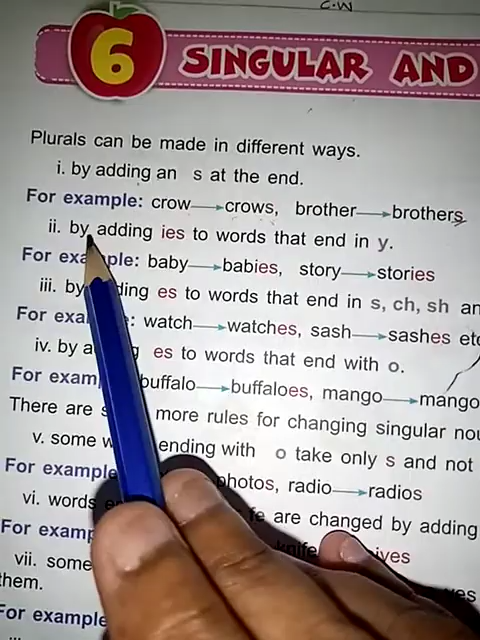 C.W
6 SINGULAR AND
Plurals can be made in different ways.
i. by adding an s at the end.
For example: crow→crows, brother→brothers
ii. by adding ies to words that end in y.
For example: baby→babies, story→stories
iii. by adding es to words that end in s, ch, sh an
For example: watch→watches, sash→sashes etc
iv. by adding es to words that end with o.
For example: buffalo→buffaloes, mango→mango
There are more rules for changing singular nou
v. some ending with o take only s and not
For example photos, radio→radios
vi. words fe are changed by adding
For examp knife ives
vii. some
them.
For example